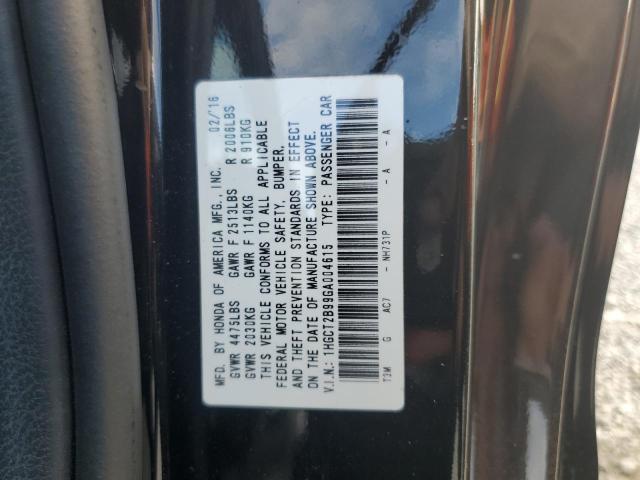 MFD. BY HONDA OF AMERICA MFG., INC. 02/'16
GVWR 4475LBS GAWR F 2513LBS R 2006LBS
GVWR 2030KG GAWR F 1140KG R 910KG
THIS VEHICLE CONFORMS TO ALL APPLICABLE
FEDERAL MOTOR VEHICLE SAFETY, BUMPER,
AND THEFT PREVENTION STANDARDS IN EFFECT
ON THE DATE OF MANUFACTURE SHOWN ABOVE.
V.I.N.: 1HGCT2B99GA004615 TYPE: PASSENGER CAR
T3M G AC7 - NH731P - A - A